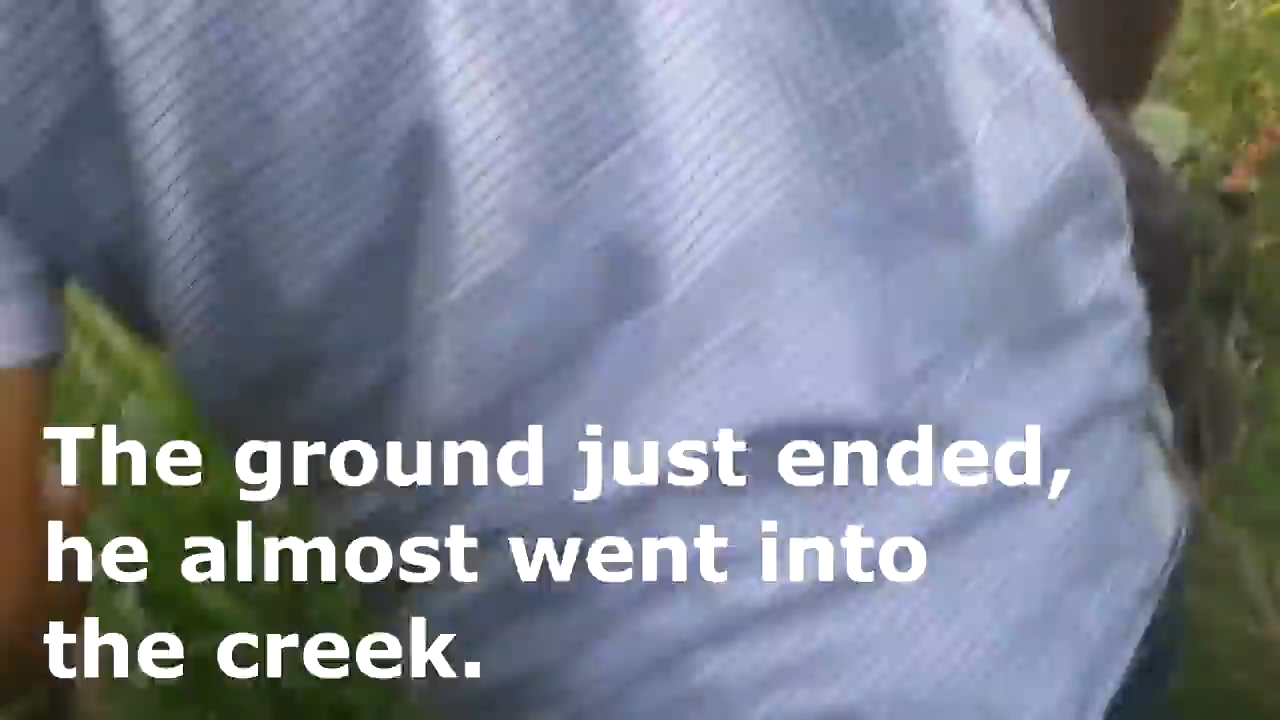 The ground just ended,
he almost went into
the creek.